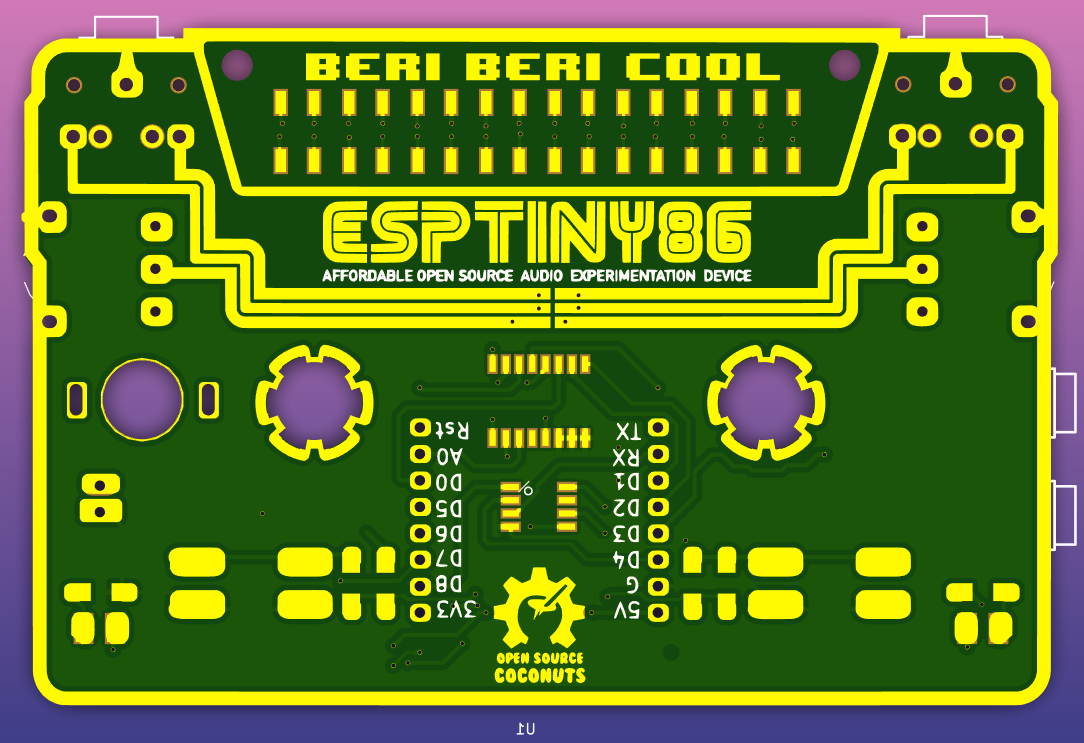 BERI BERI COOL
ESPTINY86
AFFORDABLE OPEN SOURCE AUDIO EXPERIMENTATION DEVICE
Rst TX
A0 RX
D0 D1
D5 D2
D6 D3
D7 D4
D8 G
3V3 5V
OPEN SOURCE
COCONUTS
U1